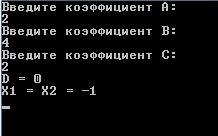 Введите коэффициент A:
2
Введите коэффициент B:
4
Введите коэффициент C:
2
D = 0
X1 = X2 = -1